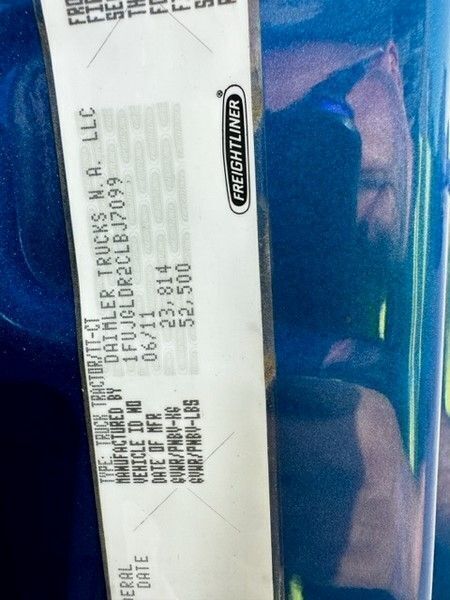 TYPE: TRUCK TRACTOR/TT-CT
MANUFACTURED BY DAIMLER TRUCKS N.A. LLC
VEHICLE ID NO 1FUJGLDR2CLBJ7099
DATE OF MFR 06/11
GVWR/PNBV-KG 23,814
GVWR/PNBV-LBS 52,500
FREIGHTLINER®
DATE